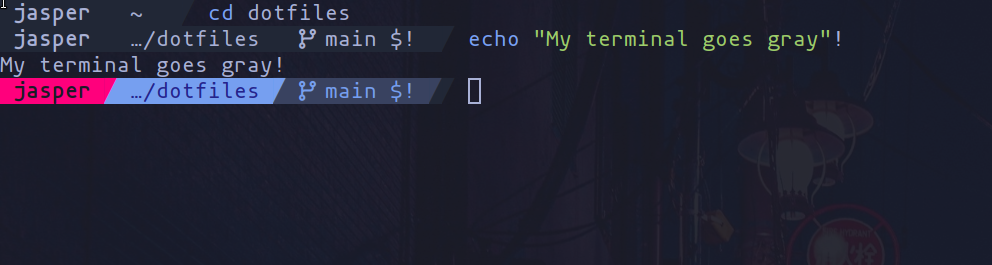 jasper ~ cd dotfiles
jasper …/dotfiles main $! echo "My terminal goes gray"!
My terminal goes gray!
jasper …/dotfiles main $!